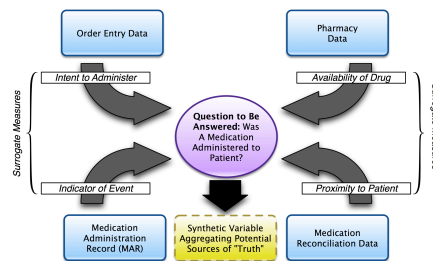 Order Entry Data
Pharmacy
Data
Intent to Administer
Availability of Drug
Surrogate Measures
Question to Be
Answered: Was
A Medication
Administered to
Patient?
Indicator of Event
Proximity to Patient
Medication
Administration
Record (MAR)
Synthetic Variable
Aggregating Potential
Sources of "Truth"
Medication
Reconciliation Data